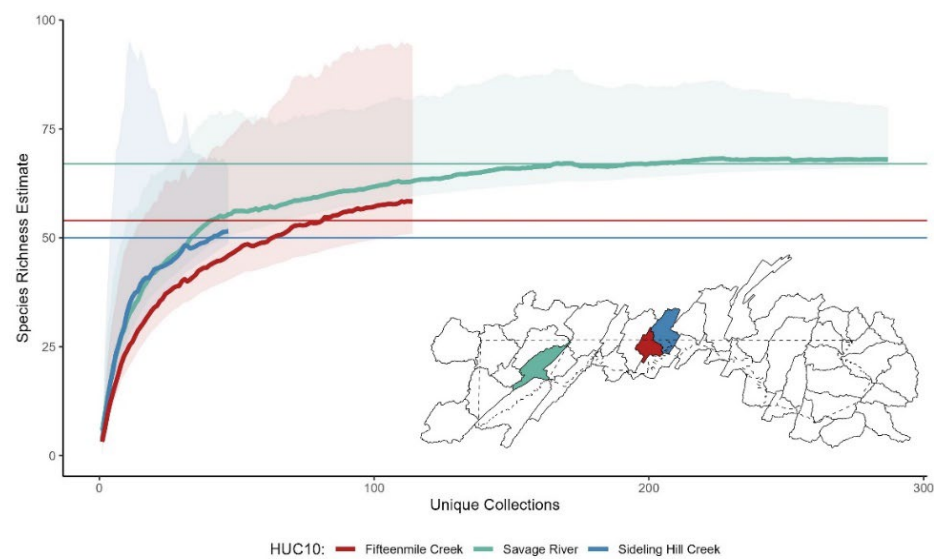 100
75
50
25
0
Species Richness Estimate
0 100 200 300
Unique Collections
HUC10: Fifteenmile Creek Savage River Sideling Hill Creek